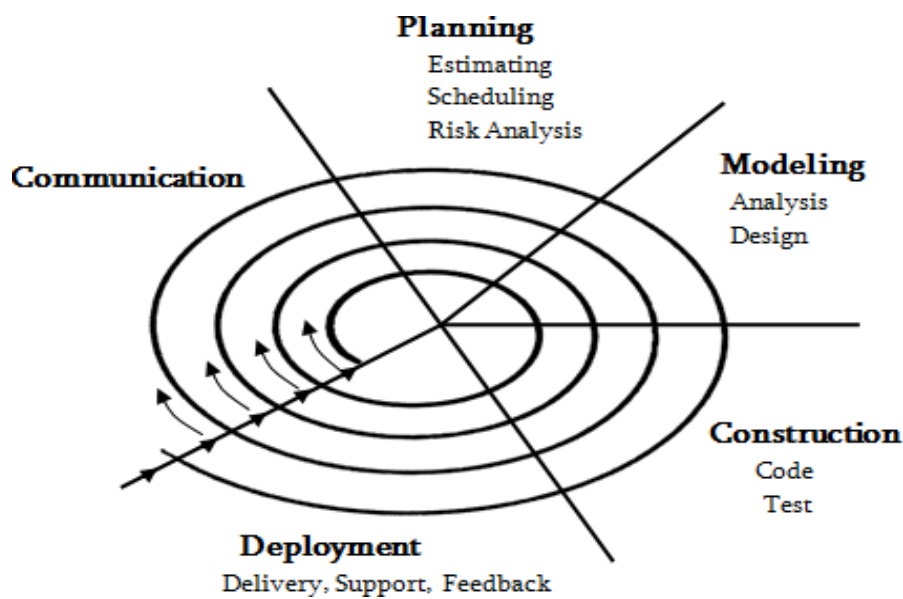 Planning
Estimating
Scheduling
Risk Analysis
Communication
Modeling
Analysis
Design
Construction
Code
Test
Deployment
Delivery, Support, Feedback